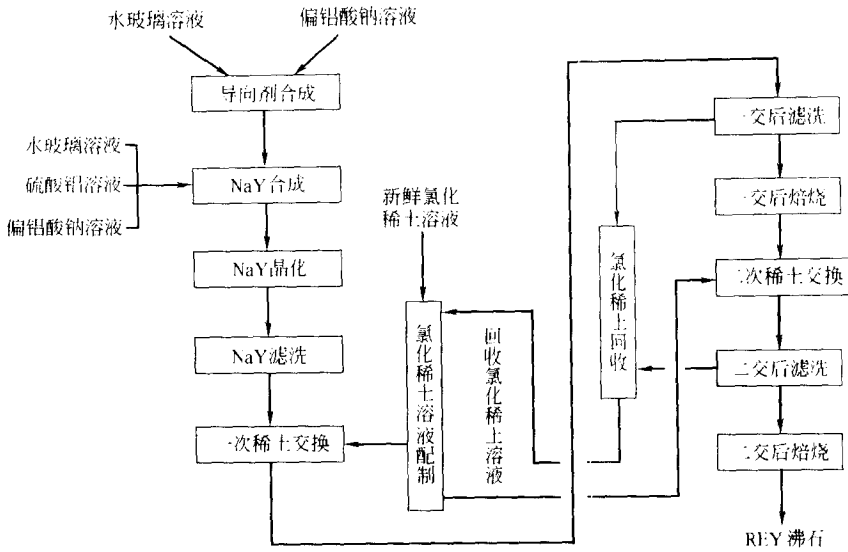 水玻璃溶液
偏铝酸钠溶液
导向剂合成
水玻璃溶液
硫酸铝溶液
偏铝酸钠溶液
NaY合成
NaY晶化
NaY滤洗
一次稀土交换
新鲜氯化
稀土溶液
氯化稀土溶液配制
回收氯化稀土溶液
氯化稀土回收
一交后滤洗
一交后焙烧
二次稀土交换
二交后滤洗
二交后焙烧
REY 沸石